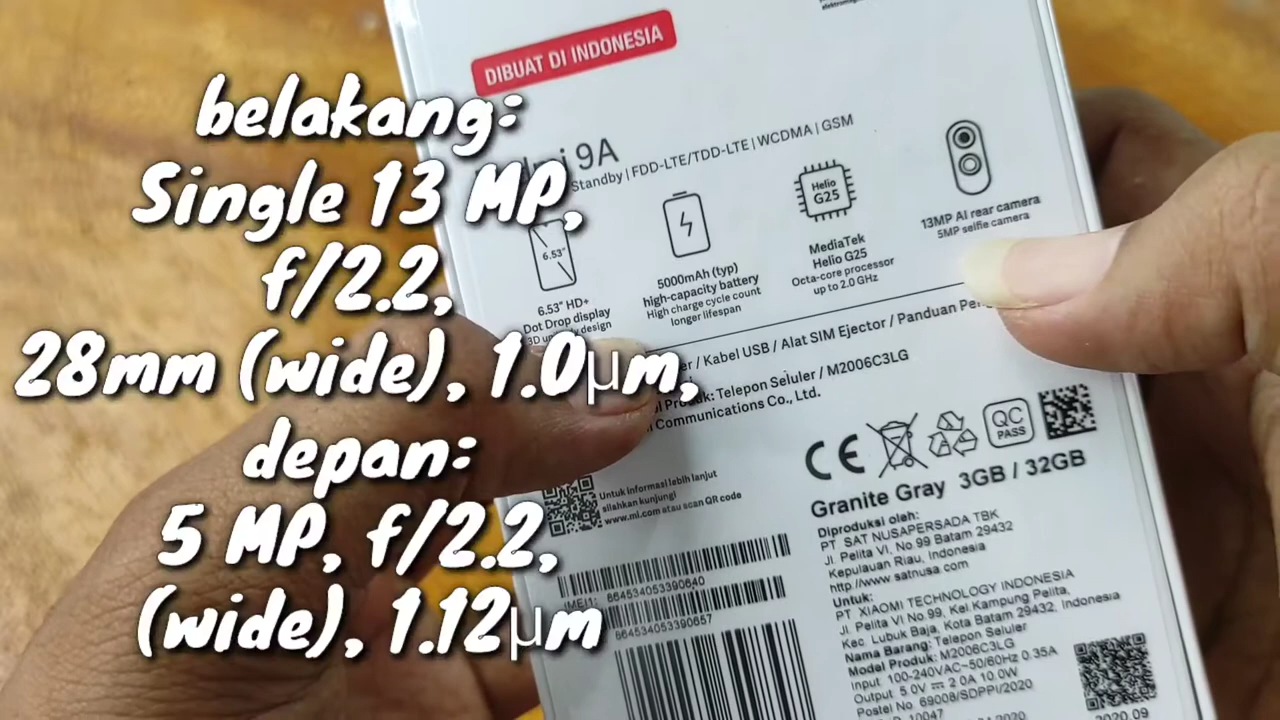 DIBUAT DI INDONESIA
belakang:
Single 13 MP,
f/2.2,
28mm (wide), 1.0µm,
depan:
5 MP, f/2.2,
(wide), 1.12µm
9A
Standby | FDD-LTE/TDD-LTE | WCDMA | GSM
6.53"
6.53" HD+
Dot Drop display
design
5000mAh (typ)
high-capacity battery
High charge cycle count
longer lifespan
Helio
G25
MediaTek
Helio G25
Octa-core processor
up to 2.0 GHz
13MP AI rear camera
5MP selfie camera
/ Kabel USB / Alat SIM Ejector / Panduan
Produk: Telepon Seluler / M2006C3LG
Communications Co., Ltd.
CE
QC
PASS
Untuk informasi lebih lanjut
silahkan kunjungi
www.mi.com atau scan QR code
Granite Gray 3GB / 32GB
Diproduksi oleh:
PT SAT NUSAPERSADA TBK
Jl. Pelita VI, No.99 Batam 29432
Kepulauan Riau, Indonesia
http://www.satnusa.com
Untuk:
PT XIAOMI TECHNOLOGY INDONESIA
Jl. Pelita VI, No.99, Kel Kampung Pelita,
Kec Lubuk Baja, Kota Batam 29432, Indonesia
Nama Barang: Telepon Seluler
Model Produk: M2006C3LG
Input 100-240VAC~50/60Hz 0.35A
Output 5.0V 2.0A 10.0W
Postel No 69008/SDPPI/2020
10047
2020.09
IMEI1: 864534053390640
864534053390657